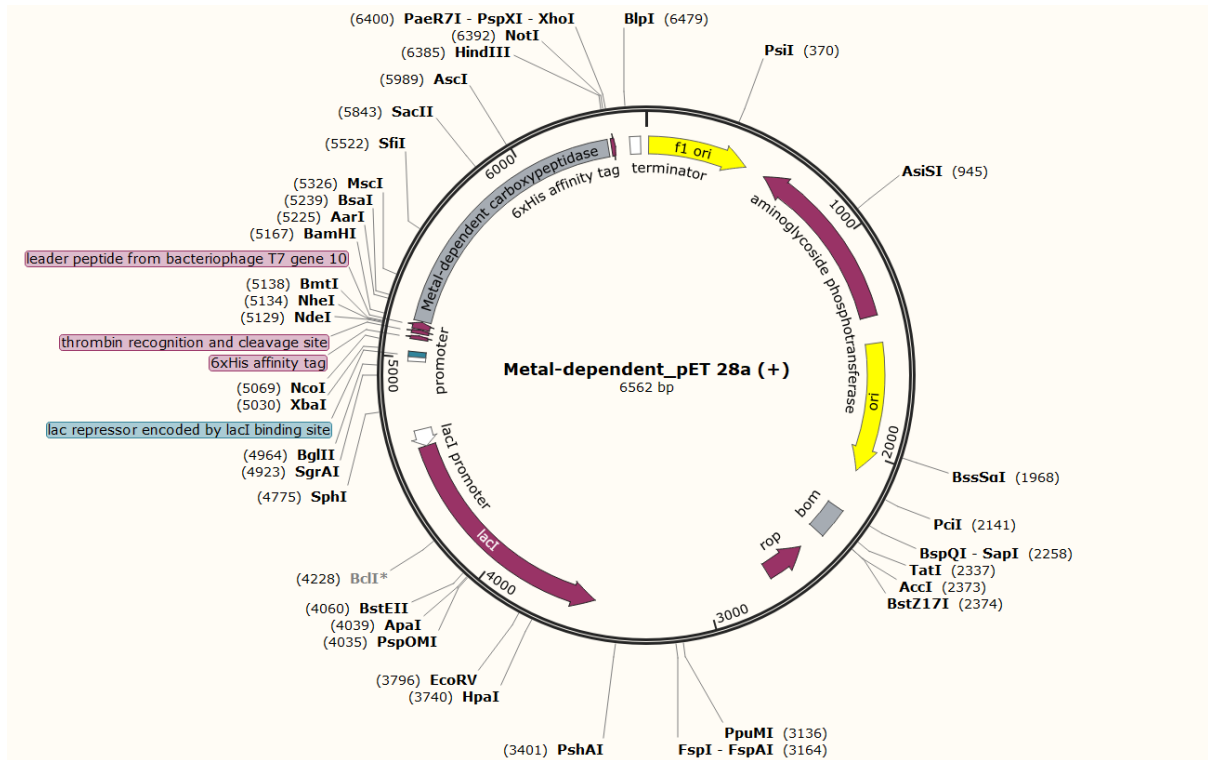 (6400) PaeR7I - PspXI - XhoI
(6392) NotI
(6385) HindIII
(5989) AscI
(5843) SacII
(5522) SfiI
(5326) MscI
(5239) BsaI
(5225) AarI
(5167) BamHI
leader peptide from bacteriophage T7 gene 10
(5138) BmtI
(5134) NheI
(5129) NdeI
thrombin recognition and cleavage site
6xHis affinity tag
(5069) NcoI
(5030) XbaI
lac repressor encoded by lacI binding site
(4964) BglII
(4923) SgrAI
(4775) SphI
(4228) BclI*
(4060) BstEII
(4039) ApaI
(4035) PspOMI
(3796) EcoRV
(3740) HpaI
(3401) PshAI
BlpI (6479)
PsiI (370)
AsiSI (945)
BssSαI (1968)
PciI (2141)
BspQI - SapI (2258)
TatI (2337)
AccI (2373)
BstZ17I (2374)
PpuMI (3136)
FspI - FspAI (3164)
1000
2000
3000
4000
5000
6000
f1 ori
terminator
6xHis affinity tag
Metal-dependent carboxypeptidase
aminoglycoside phosphotransferase
ori
bom
rop
lacI
lacI promoter
promoter
Metal-dependent_pET 28a (+)
6562 bp